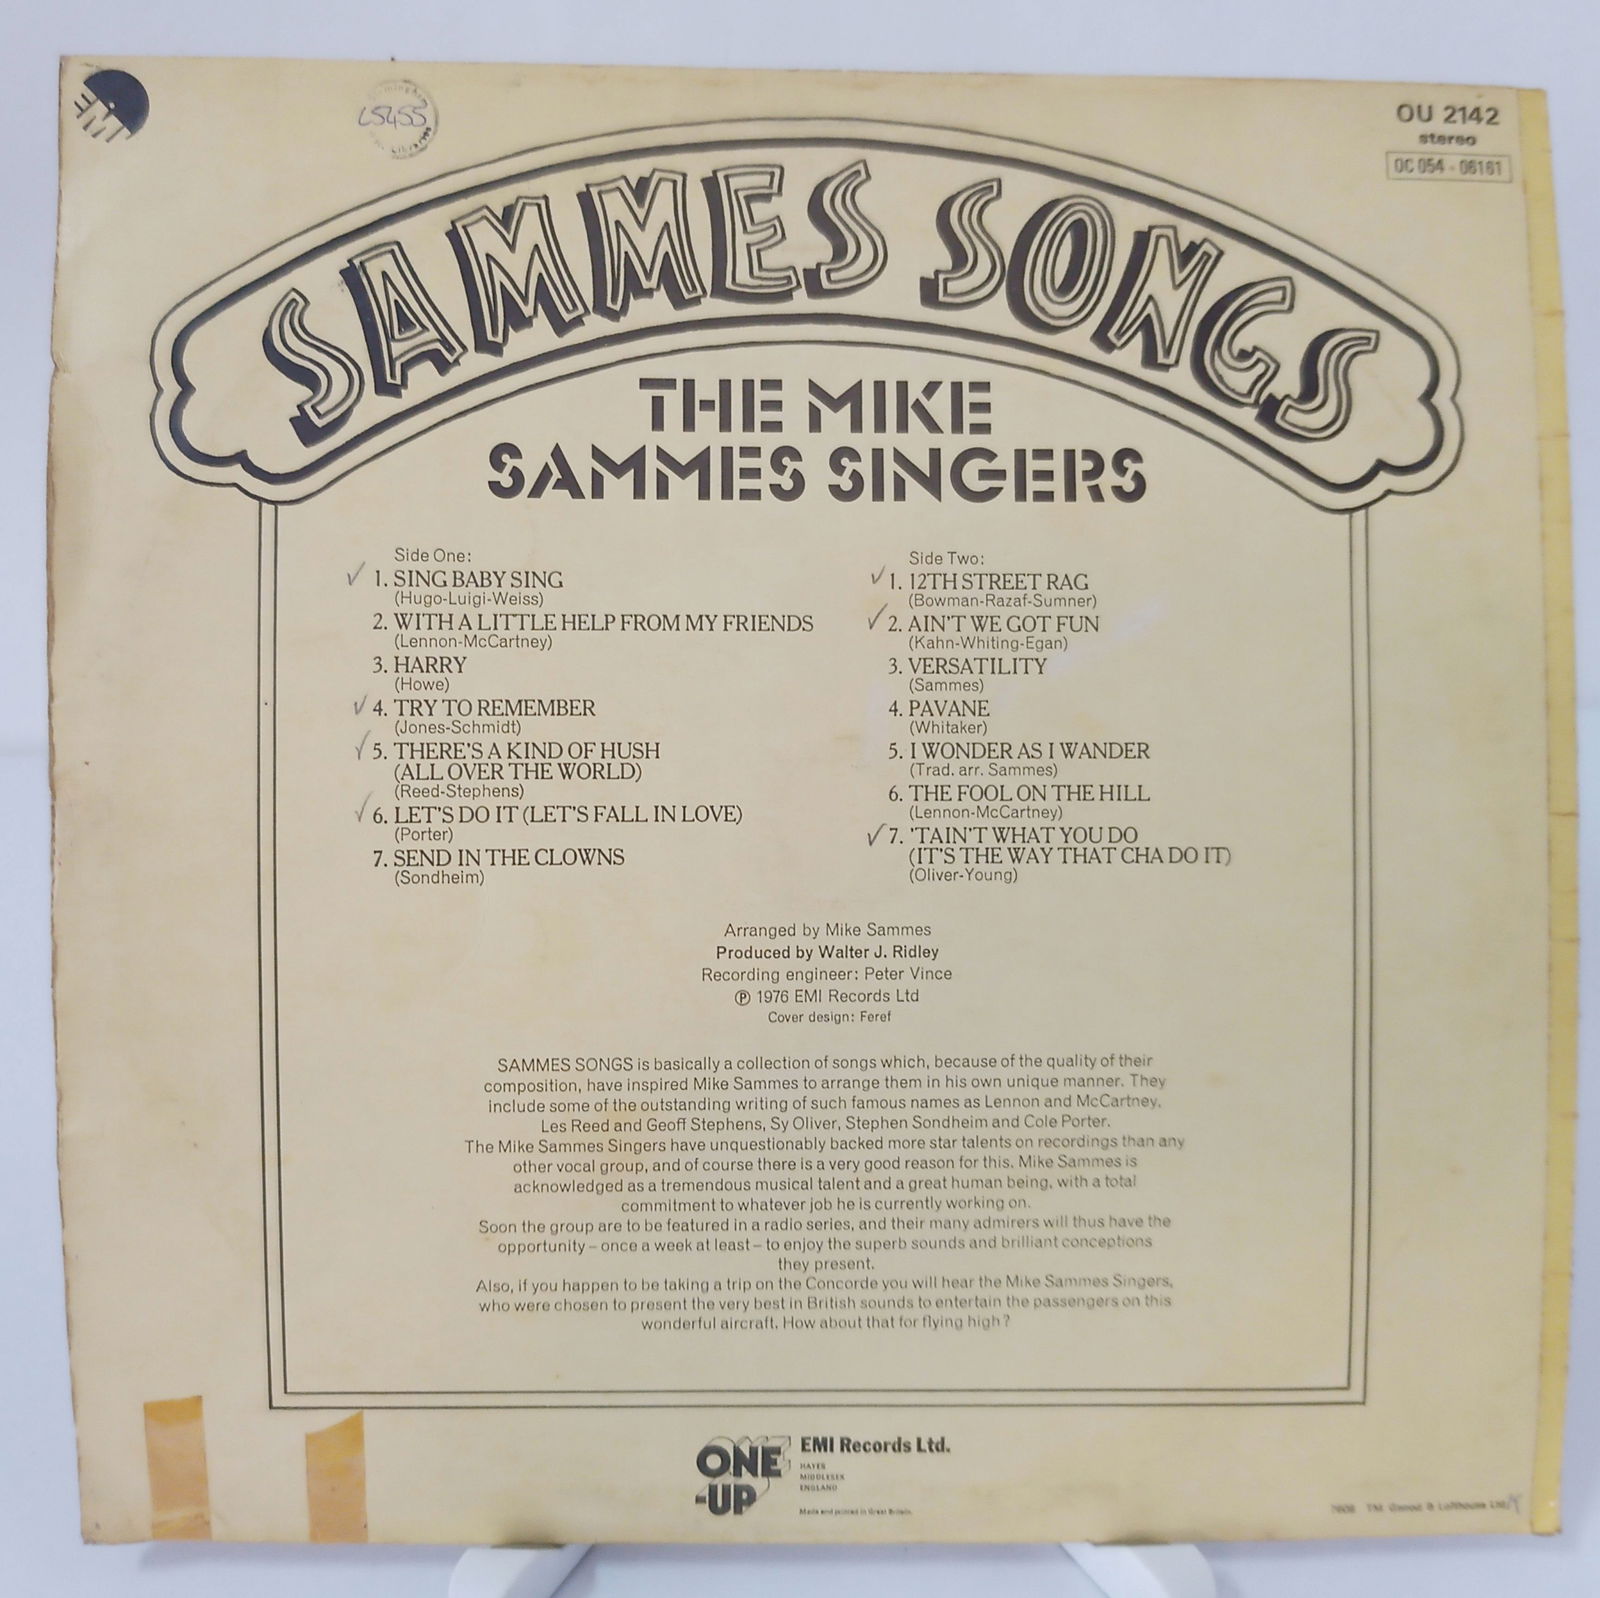 EMI
L5455
OU 2142
stereo
OC 054 - 06161
SAMMES SONGS
THE MIKE
SAMMES SINGERS
Side One:
1. SING BABY SING
(Hugo-Luigi-Weiss)
2. WITH A LITTLE HELP FROM MY FRIENDS
(Lennon-McCartney)
3. HARRY
(Howe)
4. TRY TO REMEMBER
(Jones-Schmidt)
5. THERE'S A KIND OF HUSH
(ALL OVER THE WORLD)
(Reed-Stephens)
6. LET'S DO IT (LET'S FALL IN LOVE)
(Porter)
7. SEND IN THE CLOWNS
(Sondheim)
Side Two:
1. 12TH STREET RAG
(Bowman-Razaf-Sumner)
2. AIN'T WE GOT FUN
(Kahn-Whiting-Egan)
3. VERSATILITY
(Sammes)
4. PAVANE
(Whitaker)
5. I WONDER AS I WANDER
(Trad. arr. Sammes)
6. THE FOOL ON THE HILL
(Lennon-McCartney)
7. 'TAIN'T WHAT YOU DO
(IT'S THE WAY THAT CHA DO IT)
(Oliver-Young)
Arranged by Mike Sammes
Produced by Walter J. Ridley
Recording engineer: Peter Vince
℗ 1976 EMI Records Ltd
Cover design: Feref
SAMMES SONGS is basically a collection of songs which, because of the quality of their
composition, have inspired Mike Sammes to arrange them in his own unique manner. They
include some of the outstanding writing of such famous names as Lennon and McCartney,
Les Reed and Geoff Stephens, Sy Oliver, Stephen Sondheim and Cole Porter.
The Mike Sammes Singers have unquestionably backed more star talents on recordings than any
other vocal group, and of course there is a very good reason for this. Mike Sammes is
acknowledged as a tremendous musical talent and a great human being, with a total
commitment to whatever job he is currently working on.
Soon the group are to be featured in a radio series, and their many admirers will thus have the
opportunity – once a week at least – to enjoy the superb sounds and brilliant conceptions
they present.
Also, if you happen to be taking a trip on the Concorde you will hear the Mike Sammes Singers,
who were chosen to present the very best in British sounds to entertain the passengers on this
wonderful aircraft. How about that for flying high?
ONE
-UP
EMI Records Ltd.
HAYES
MIDDLESEX
ENGLAND
Made and printed in Great Britain.
7608 TM Garrod & Lofthouse Ltd